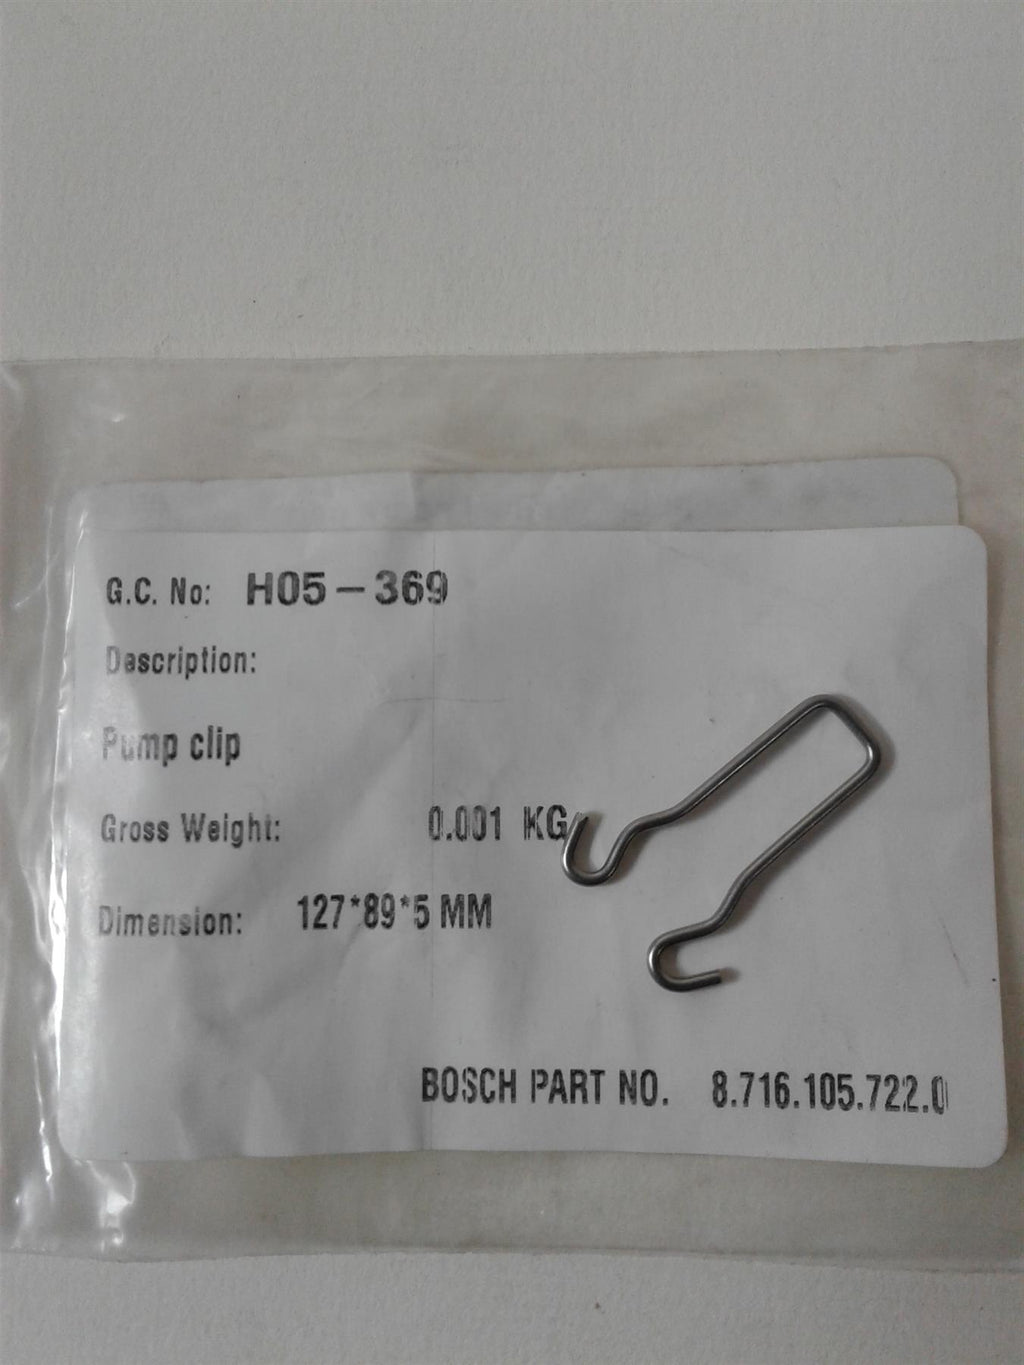 G.C. No: H05-369
Description:
Pump clip
Gross Weight: 0.001 KG
Dimension: 127*89*5 MM
BOSCH PART NO. 8.716.105.722.0